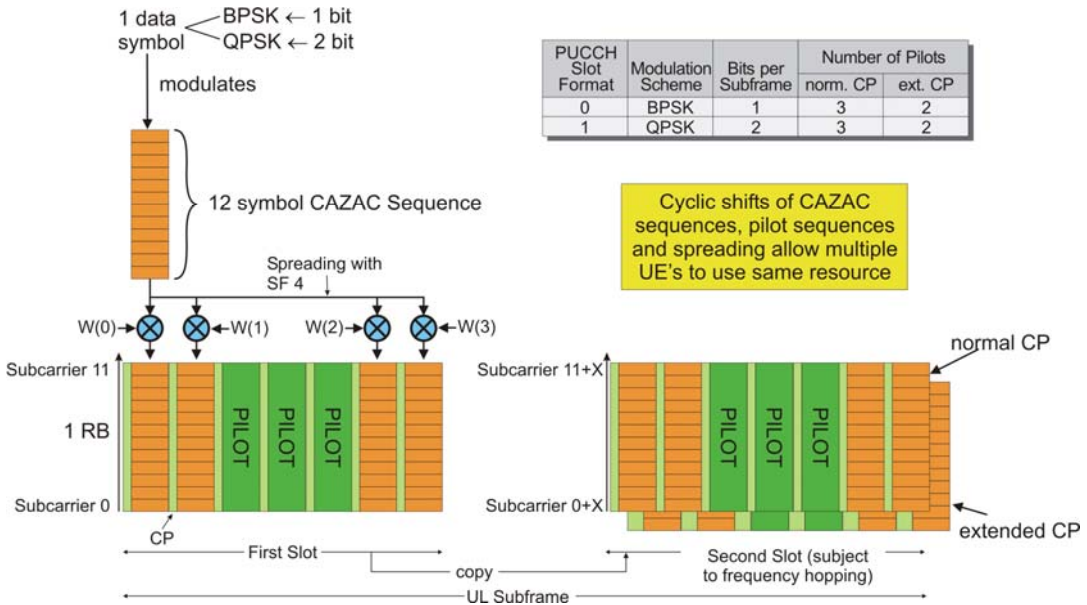 1 data
symbol
BPSK ← 1 bit
QPSK ← 2 bit
modulates
12 symbol CAZAC Sequence
Spreading with
SF 4
W(0)
W(1)
W(2)
W(3)
PUCCH
Slot
Format
Modulation
Scheme
Bits per
Subframe
Number of Pilots
norm. CP
ext. CP
0 BPSK 1 3 2
1 QPSK 2 3 2
Cyclic shifts of CAZAC
sequences, pilot sequences
and spreading allow multiple
UE's to use same resource
Subcarrier 11
1 RB
Subcarrier 0
PILOT
PILOT
PILOT
CP
First Slot
copy
Subcarrier 11+X
Subcarrier 0+X
PILOT
PILOT
PILOT
normal CP
extended CP
Second Slot (subject
to frequency hopping)
UL Subframe